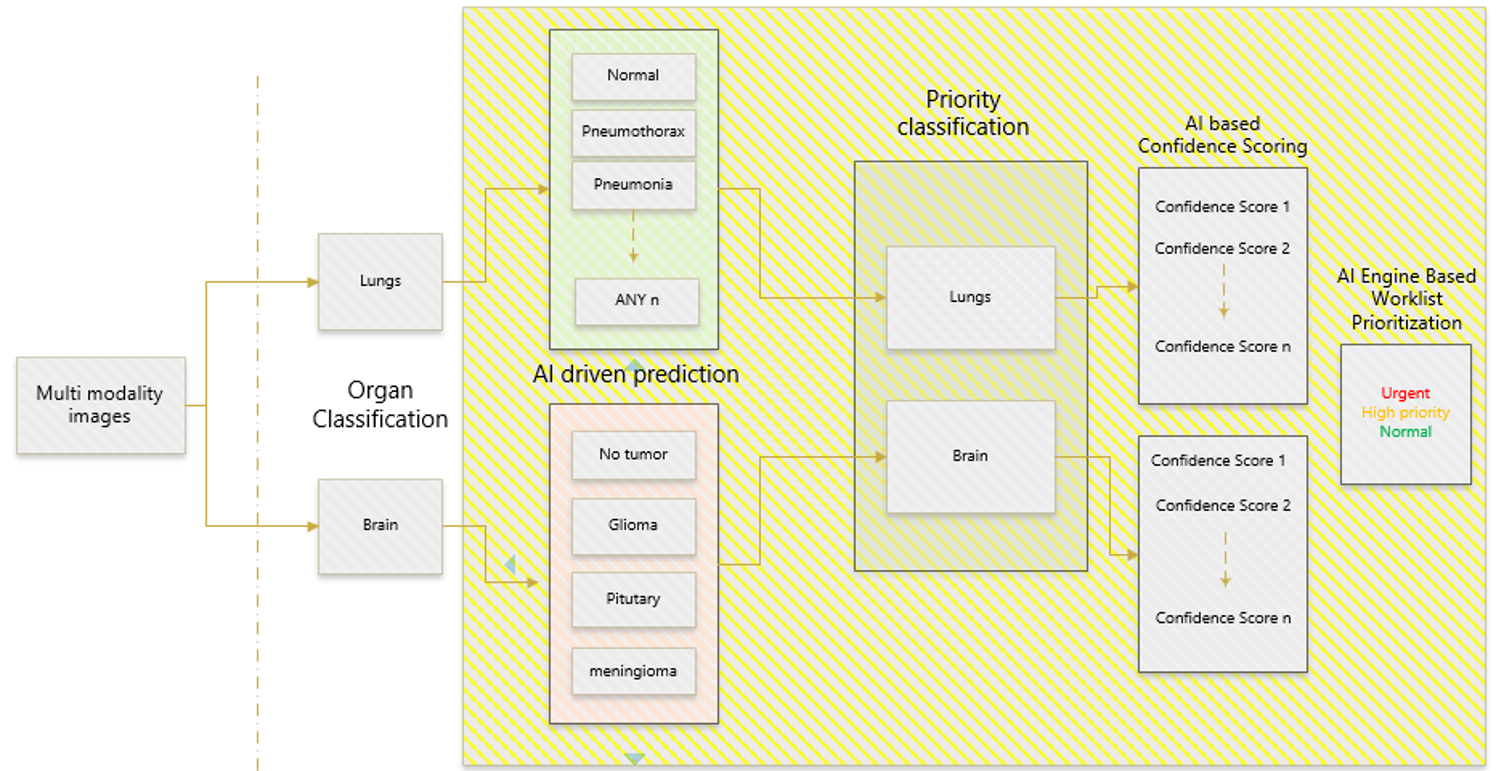 Multi modality
images
Organ
Classification
Lungs
Brain
Normal
Pneumothorax
Pneumonia
ANY n
AI driven prediction
No tumor
Glioma
Pitutary
meningioma
Priority
classification
Lungs
Brain
AI based
Confidence Scoring
Confidence Score 1
Confidence Score 2
Confidence Score n
Confidence Score 1
Confidence Score 2
Confidence Score n
AI Engine Based
Worklist
Prioritization
Urgent
High priority
Normal